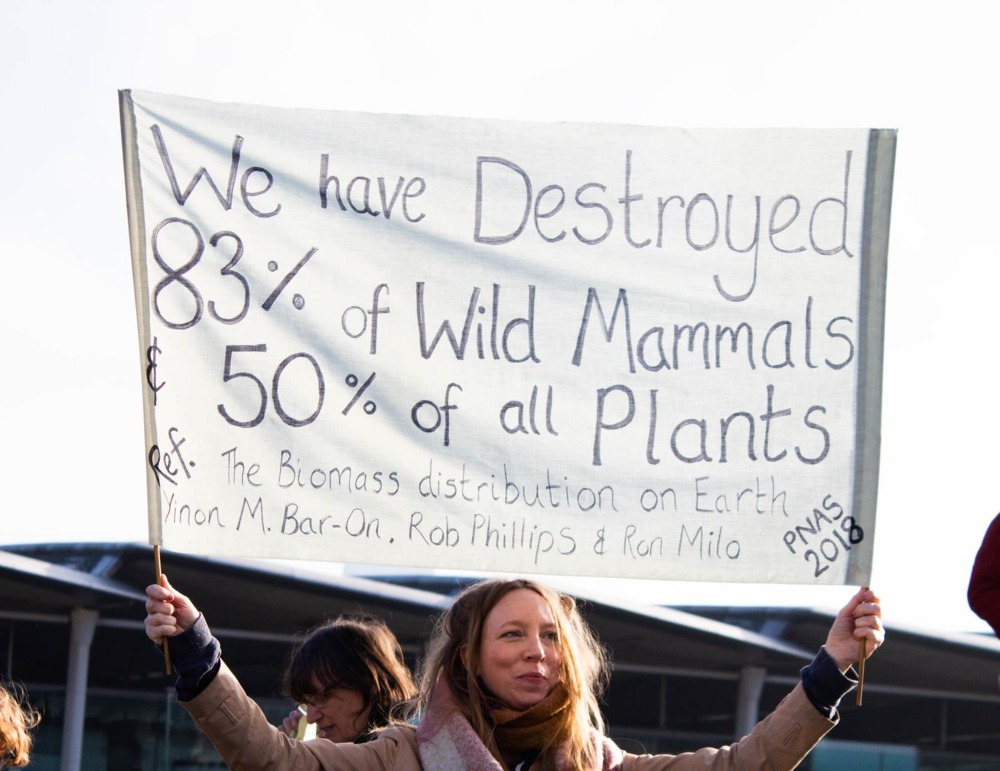 We have Destroyed
83% of Wild Mammals
& 50% of all Plants
Ref. The Biomass distribution on Earth
Yinon M. Bar-On, Rob Phillips & Ron Milo
PNAS
2018